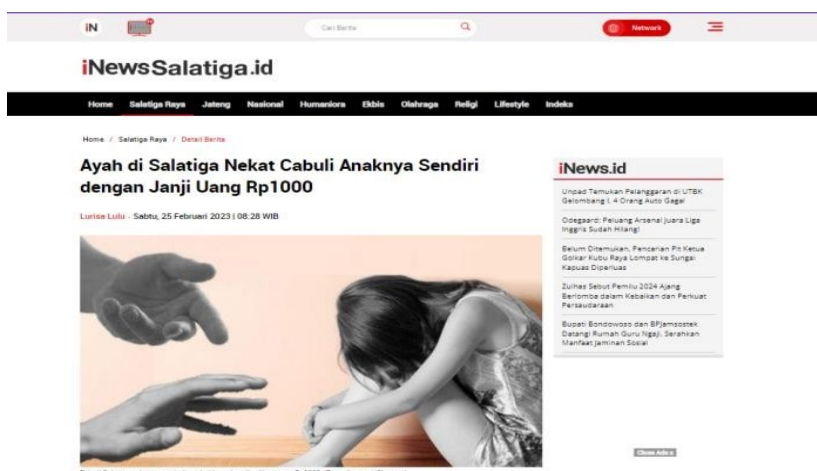 iN
Cari Berita
Network
iNewsSalatiga.id
Home Salatiga Raya Jateng Nasional Humaniora Ekbis Olahraga Religi Lifestyle Indeks
Home / Salatiga Raya / Detail Berita
Ayah di Salatiga Nekat Cabuli Anaknya Sendiri
dengan Janji Uang Rp1000
Lurisa Lulu - Sabtu, 25 Februari 2023 | 08:28 WIB
iNews.id
Unpad Temukan Pelanggaran di UTBK
Gelombang I, 4 Orang Auto Gagal
Odegaard: Peluang Arsenal Juara Liga
Inggris Sudah Hilang!
Belum Ditemukan, Pencarian Plt Ketua
Golkar Kubu Raya Lompat ke Sungai
Kapuas Diperluas
Zulhas Sebut Pemilu 2024 Ajang
Berlomba dalam Kebaikan dan Perkuat
Persaudaraan
Bupati Bondowoso dan BPJamsostek
Datangi Rumah Guru Ngaji, Serahkan
Manfaat Jaminan Sosial
Close Ads x